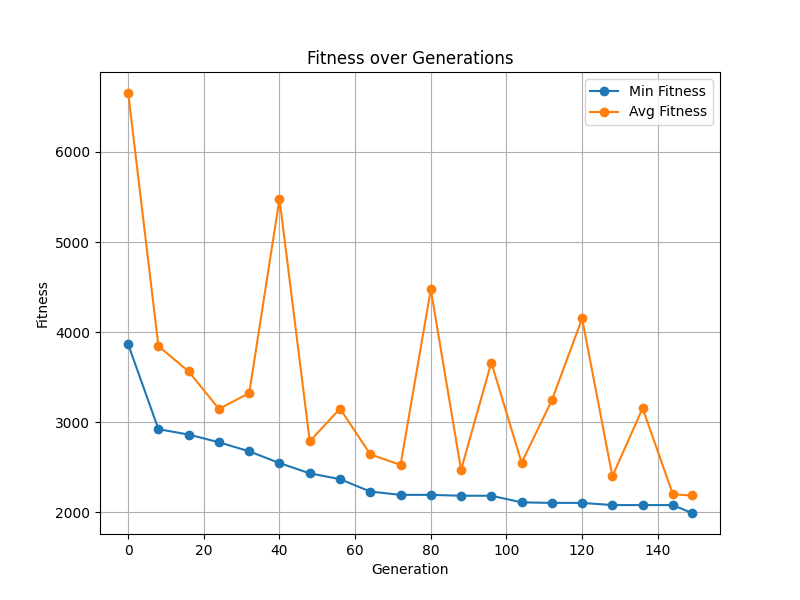 Fitness over Generations
Min Fitness
Avg Fitness
6000
5000
4000
3000
2000
Fitness
0 20 40 60 80 100 120 140
Generation